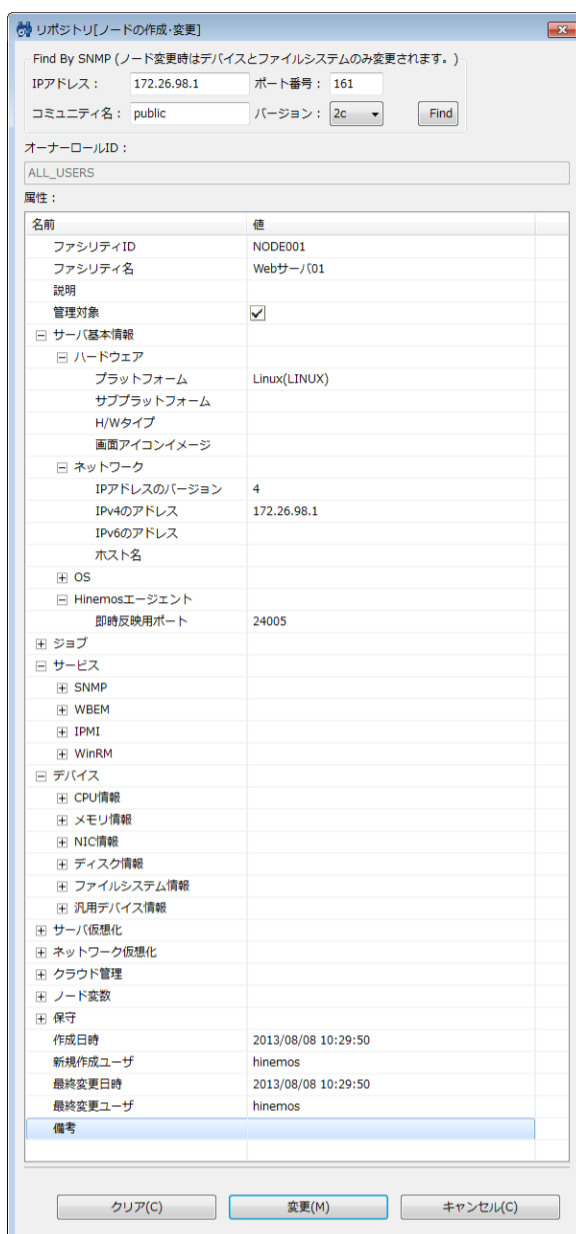 リポジトリ[ノードの作成・変更]
Find By SNMP (ノード変更時はデバイスとファイルシステムのみ変更されます。)
IPアドレス： 172.26.98.1 ポート番号： 161
コミュニティ名： public バージョン： 2c Find
オーナーロールID：
ALL_USERS
属性：
名前 値
ファシリティID NODE001
ファシリティ名 Webサーバ01
説明
管理対象
サーバ基本情報
ハードウェア
プラットフォーム Linux(LINUX)
サブプラットフォーム
H/Wタイプ
画面アイコンイメージ
ネットワーク
IPアドレスのバージョン 4
IPv4のアドレス 172.26.98.1
IPv6のアドレス
ホスト名
OS
Hinemosエージェント
即時反映用ポート 24005
ジョブ
サービス
SNMP
WBEM
IPMI
WinRM
デバイス
CPU情報
メモリ情報
NIC情報
ディスク情報
ファイルシステム情報
汎用デバイス情報
サーバ仮想化
ネットワーク仮想化
クラウド管理
ノード変数
保守
作成日時 2013/08/08 10:29:50
新規作成ユーザ hinemos
最終変更日時 2013/08/08 10:29:50
最終変更ユーザ hinemos
備考
クリア(C) 変更(M) キャンセル(C)